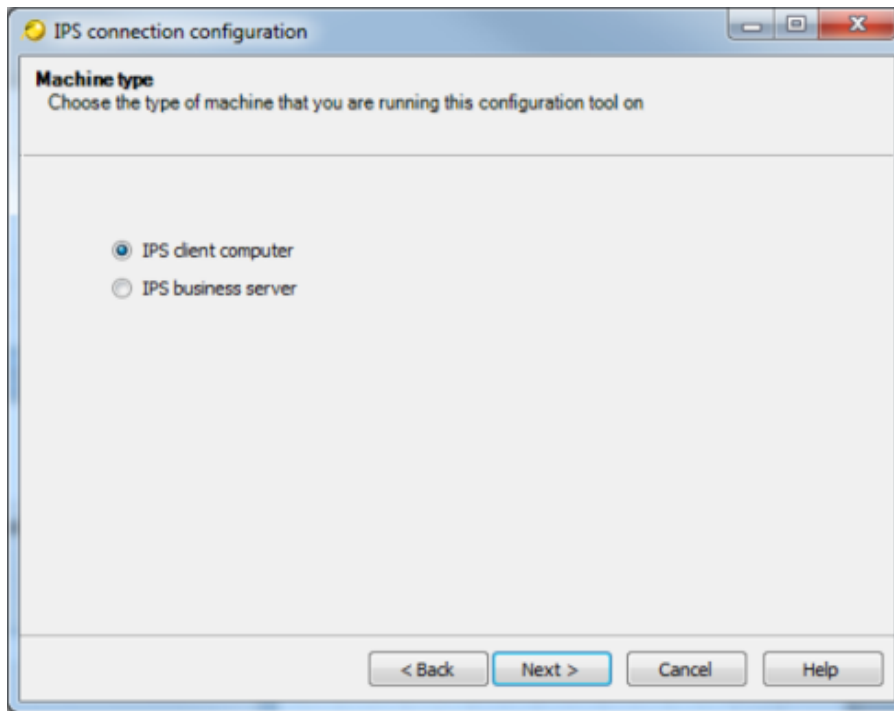 IPS connection configuration
Machine type
Choose the type of machine that you are running this configuration tool on
IPS client computer
IPS business server
< Back Next > Cancel Help